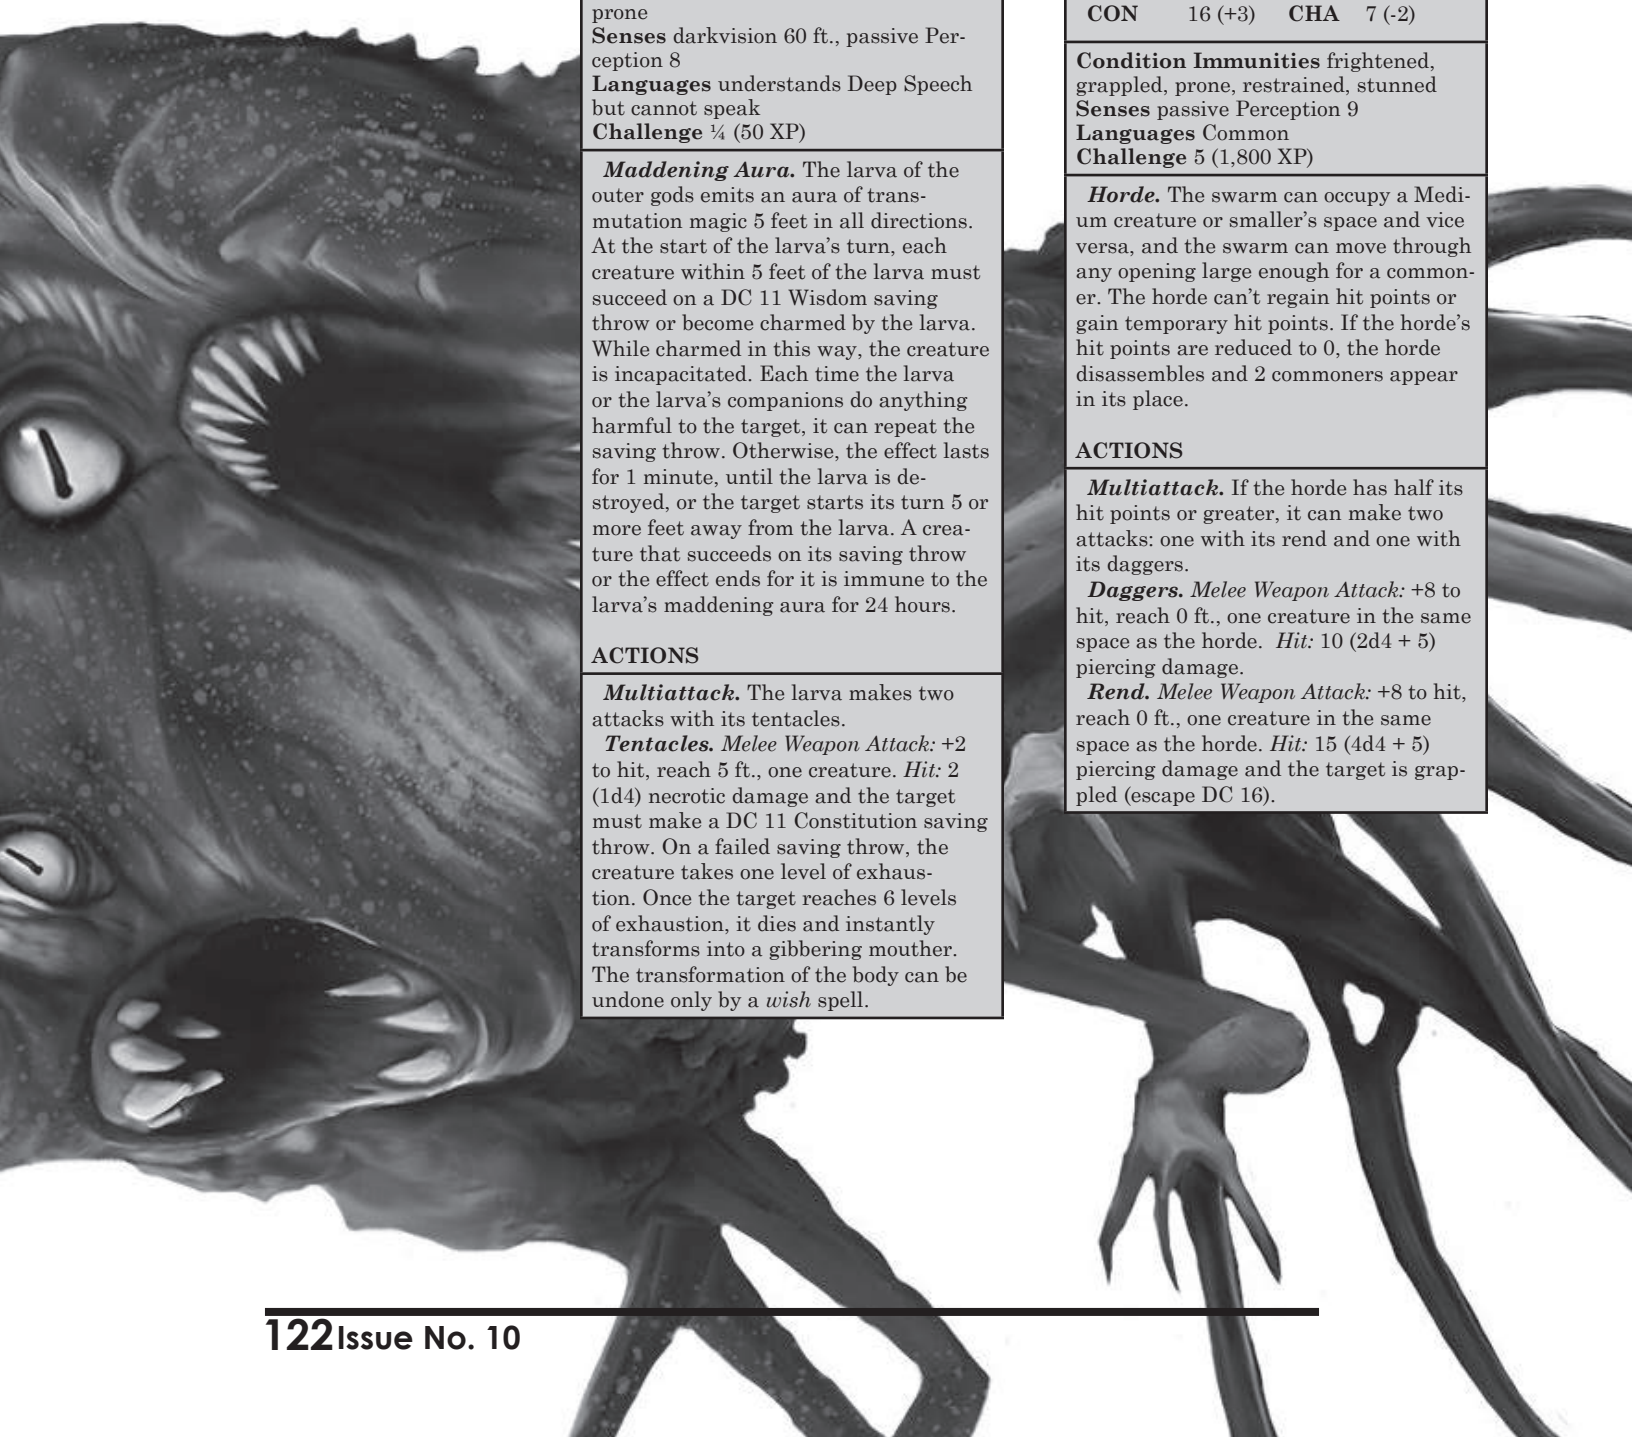 prone
Senses darkvision 60 ft., passive Per-
ception 8
Languages understands Deep Speech
but cannot speak
Challenge ¼ (50 XP)
Maddening Aura. The larva of the
outer gods emits an aura of trans-
mutation magic 5 feet in all directions.
At the start of the larva's turn, each
creature within 5 feet of the larva must
succeed on a DC 11 Wisdom saving
throw or become charmed by the larva.
While charmed in this way, the creature
is incapacitated. Each time the larva
or the larva's companions do anything
harmful to the target, it can repeat the
saving throw. Otherwise, the effect lasts
for 1 minute, until the larva is de-
stroyed, or the target starts its turn 5 or
more feet away from the larva. A crea-
ture that succeeds on its saving throw
or the effect ends for it is immune to the
larva's maddening aura for 24 hours.
ACTIONS
Multiattack. The larva makes two
attacks with its tentacles.
Tentacles. Melee Weapon Attack: +2
to hit, reach 5 ft., one creature. Hit: 2
(1d4) necrotic damage and the target
must make a DC 11 Constitution saving
throw. On a failed saving throw, the
creature takes one level of exhaus-
tion. Once the target reaches 6 levels
of exhaustion, it dies and instantly
transforms into a gibbering mouther.
The transformation of the body can be
undone only by a wish spell.
CON 16 (+3) CHA 7 (-2)
Condition Immunities frightened,
grappled, prone, restrained, stunned
Senses passive Perception 9
Languages Common
Challenge 5 (1,800 XP)
Horde. The swarm can occupy a Medi-
um creature or smaller's space and vice
versa, and the swarm can move through
any opening large enough for a common-
er. The horde can't regain hit points or
gain temporary hit points. If the horde's
hit points are reduced to 0, the horde
disassembles and 2 commoners appear
in its place.
ACTIONS
Multiattack. If the horde has half its
hit points or greater, it can make two
attacks: one with its rend and one with
its daggers.
Daggers. Melee Weapon Attack: +8 to
hit, reach 0 ft., one creature in the same
space as the horde. Hit: 10 (2d4 + 5)
piercing damage.
Rend. Melee Weapon Attack: +8 to hit,
reach 0 ft., one creature in the same
space as the horde. Hit: 15 (4d4 + 5)
piercing damage and the target is grap-
pled (escape DC 16).
122 Issue No. 10